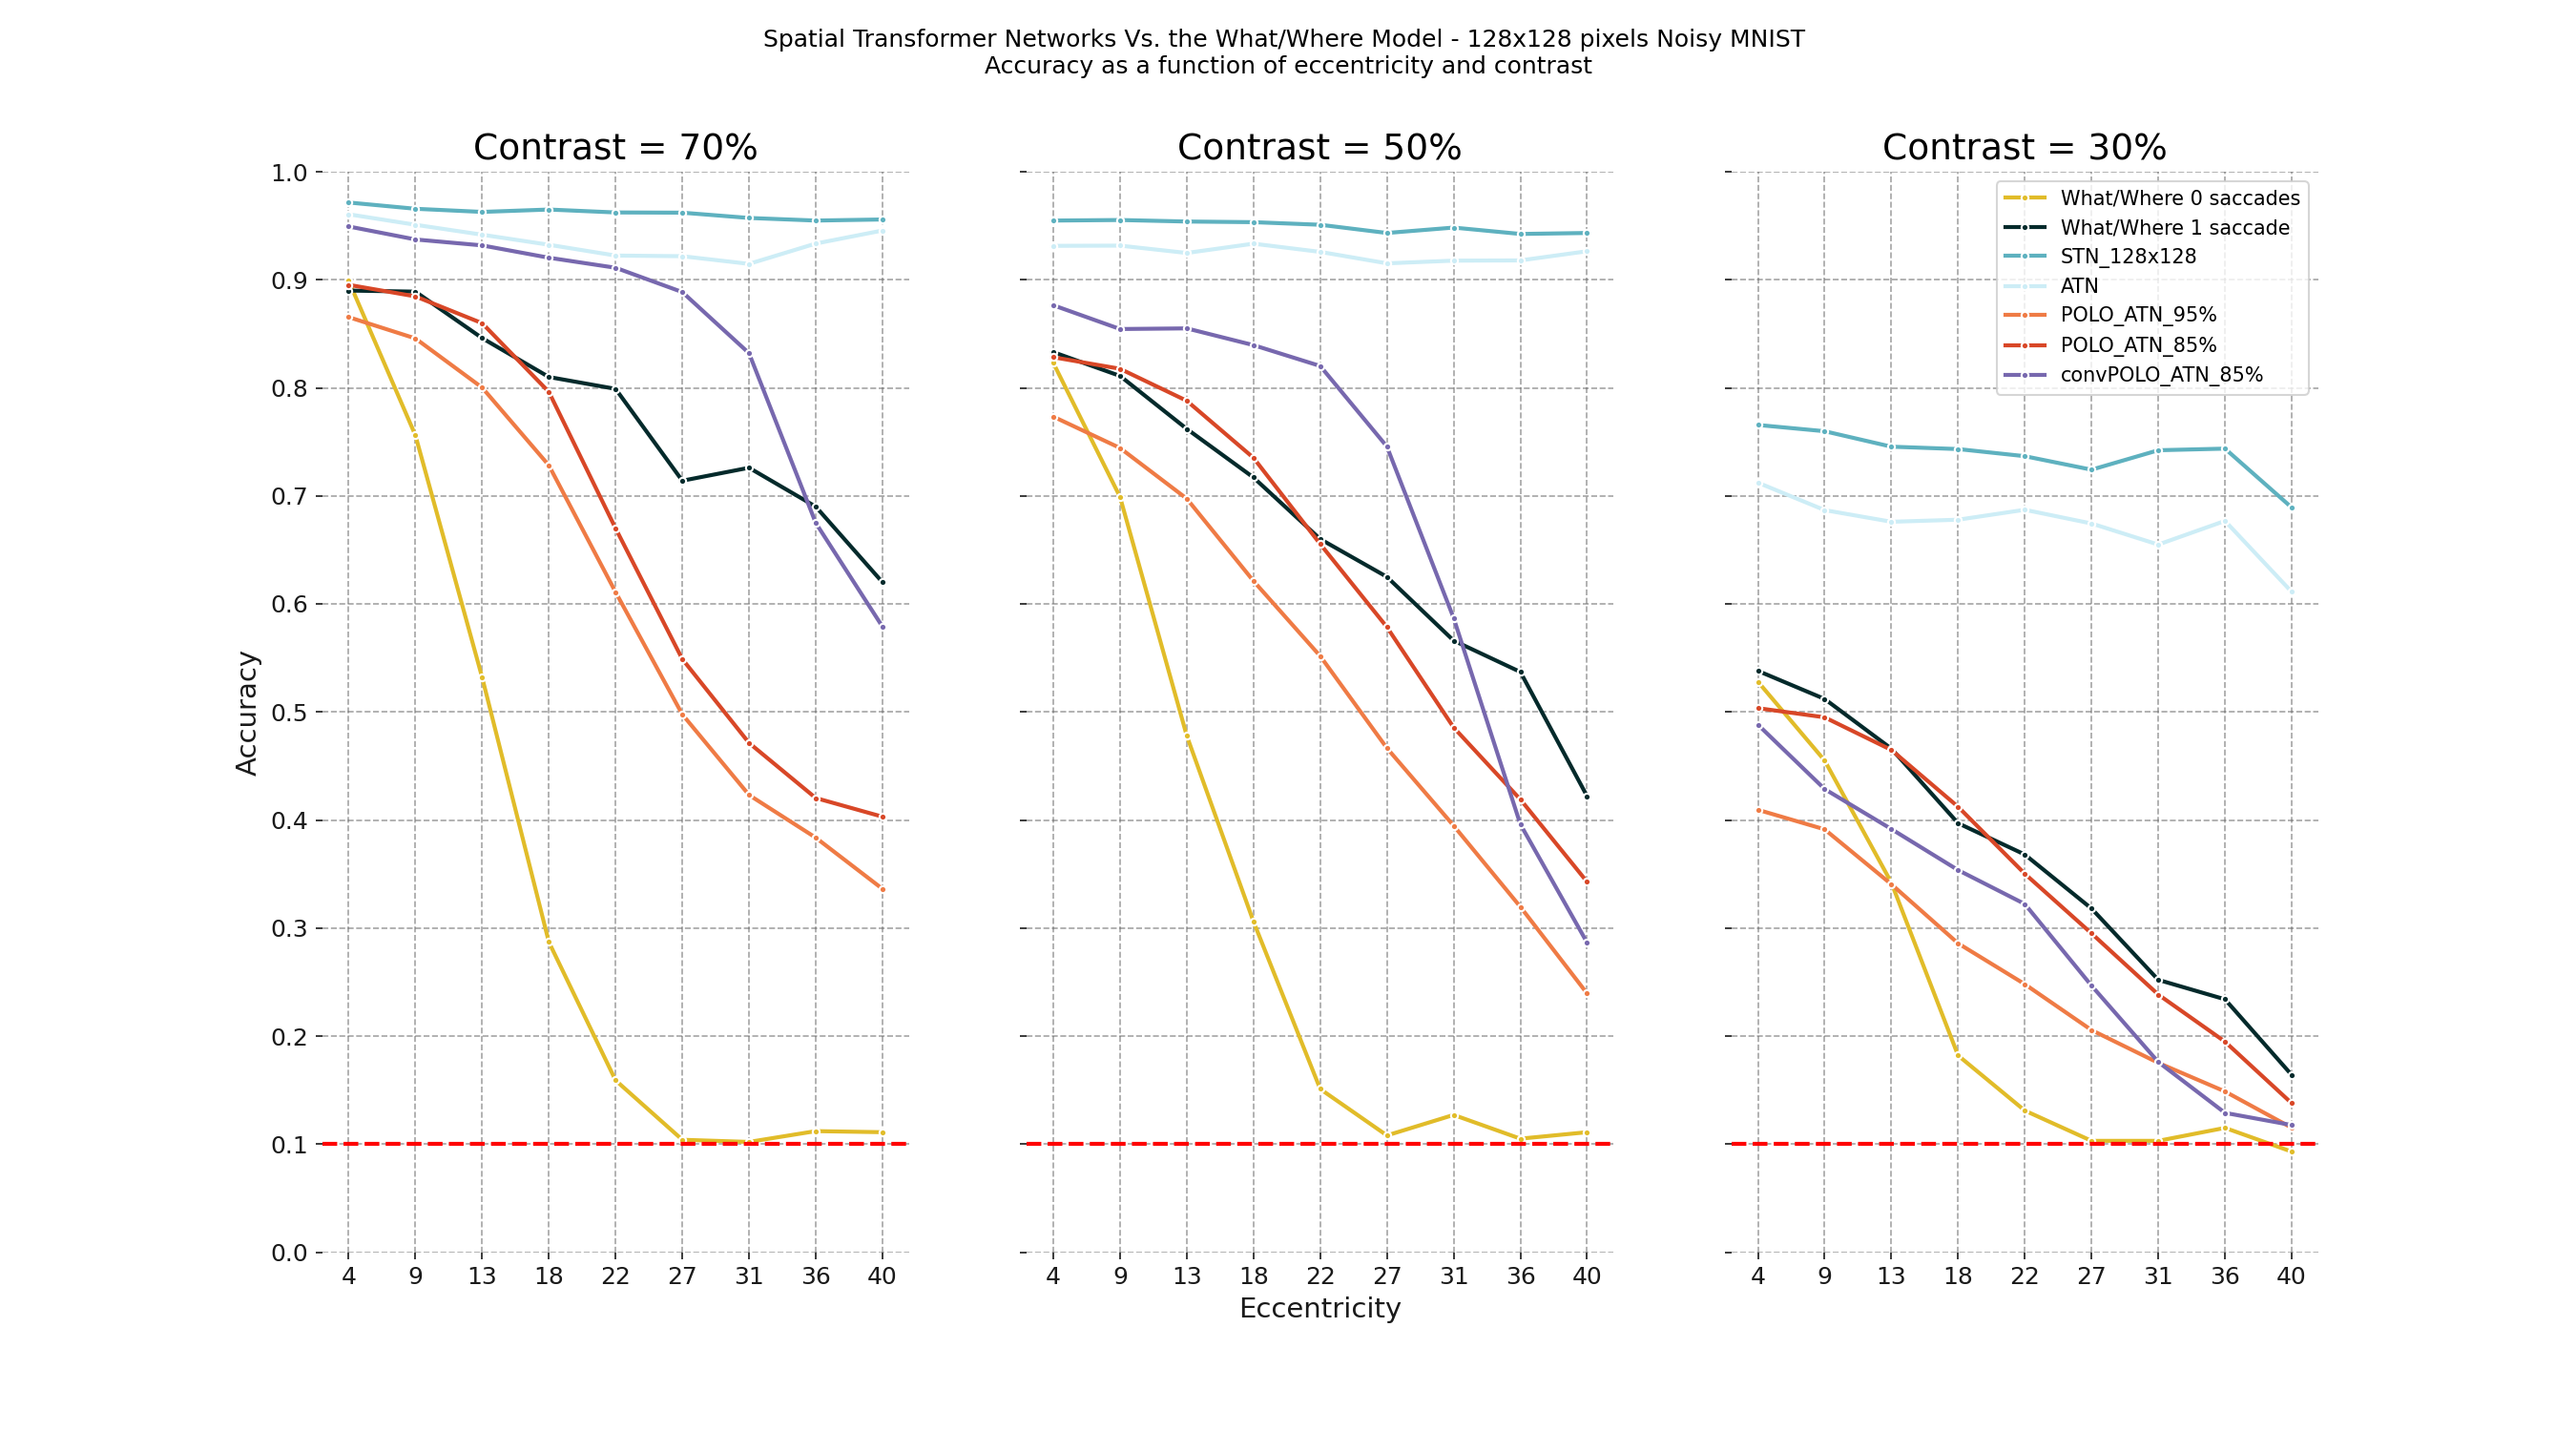 Spatial Transformer Networks Vs. the What/Where Model - 128x128 pixels Noisy MNIST
Accuracy as a function of eccentricity and contrast
Contrast = 70%
Contrast = 50%
Contrast = 30%
1.0
0.9
0.8
0.7
0.6
0.5
0.4
0.3
0.2
0.1
0.0
Accuracy
What/Where 0 saccades
What/Where 1 saccade
STN_128x128
ATN
POLO_ATN_95%
POLO_ATN_85%
convPOLO_ATN_85%
4 9 13 18 22 27 31 36 40
4 9 13 18 22 27 31 36 40
4 9 13 18 22 27 31 36 40
Eccentricity